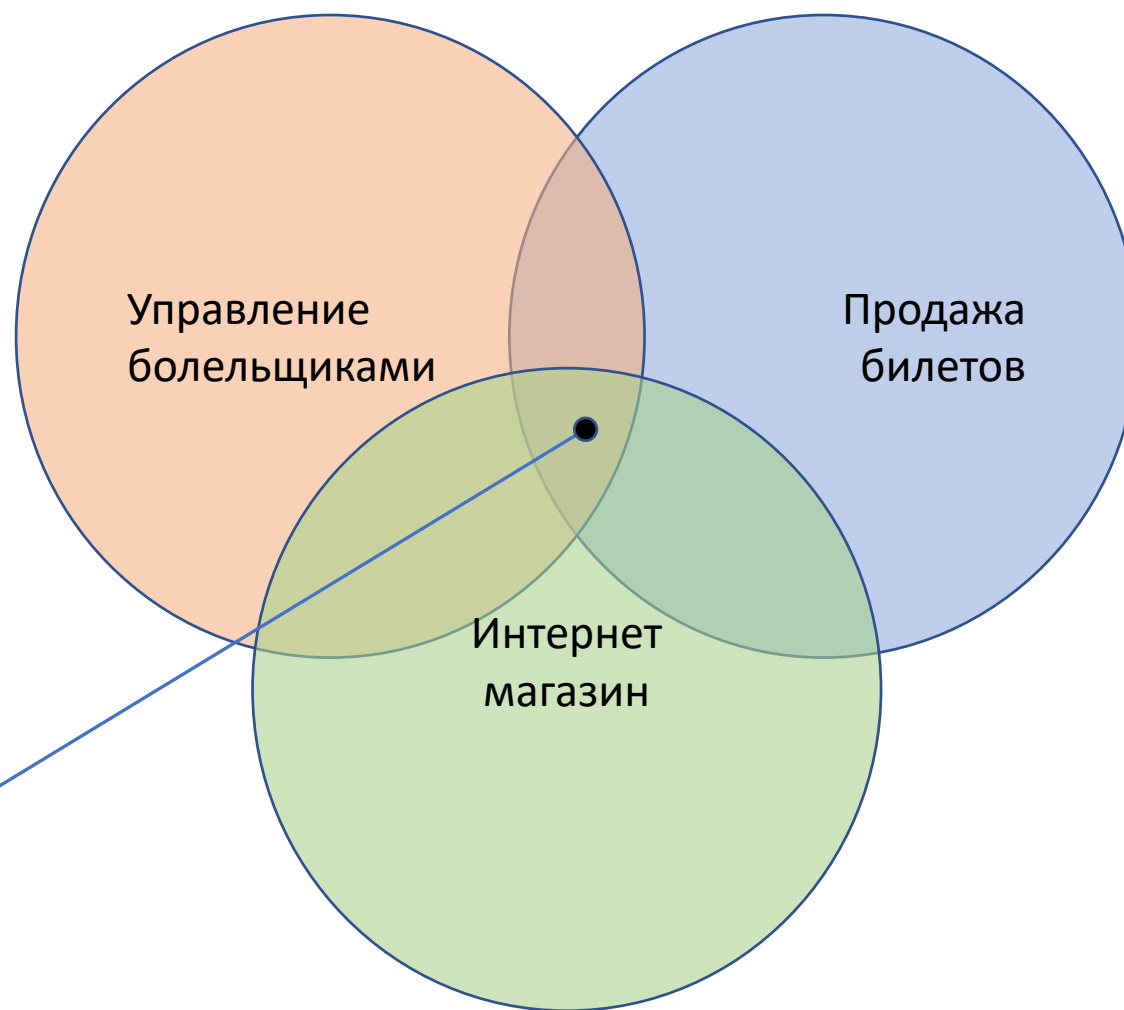 Управление
болельщиками
Продажа
билетов
Интернет
магазин